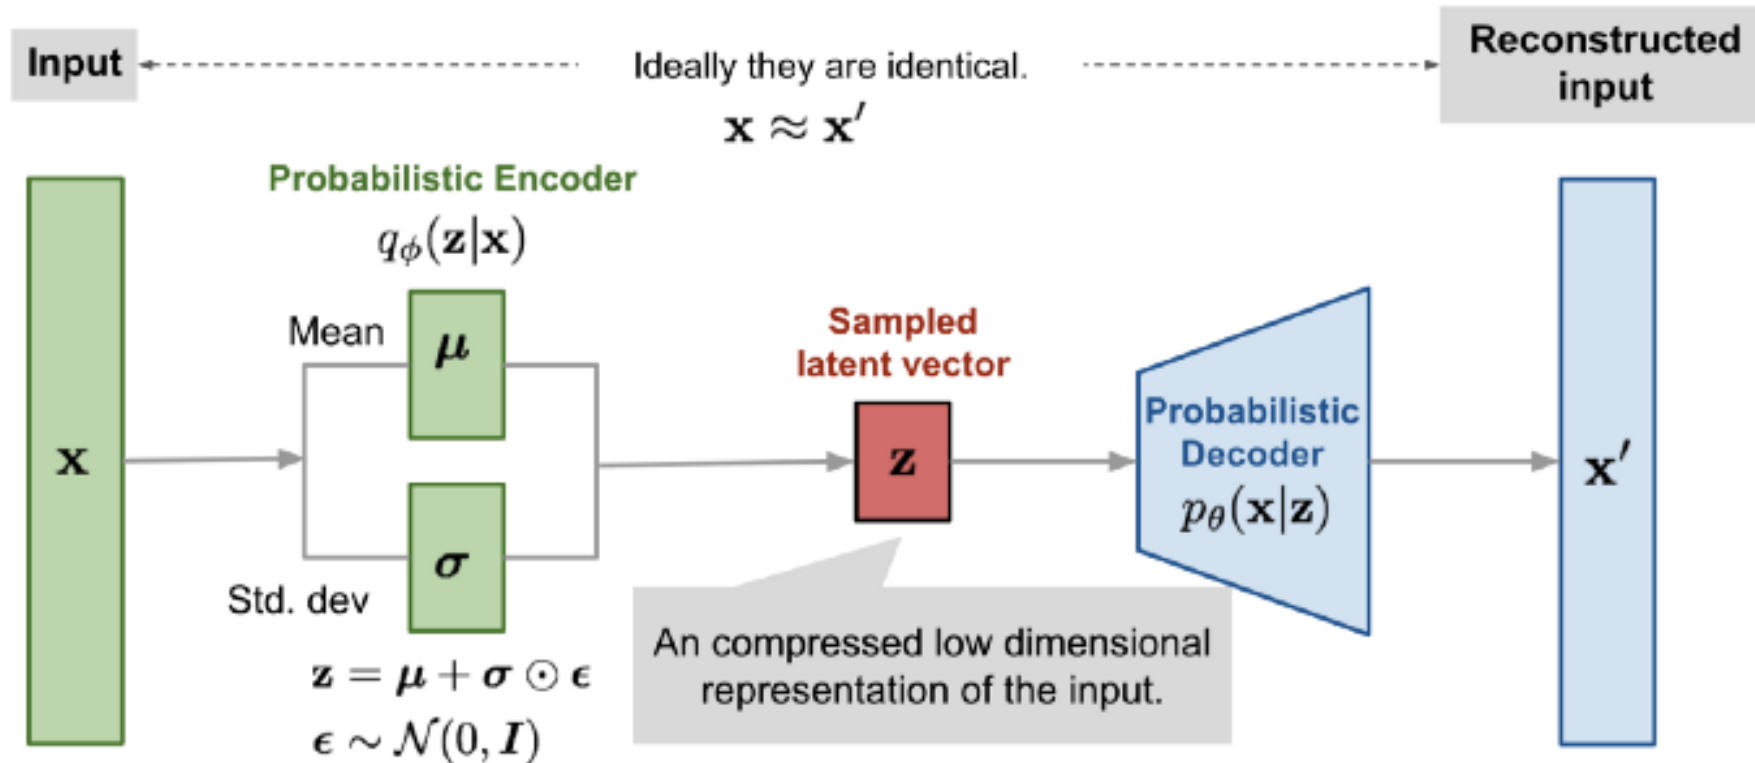 Input
Ideally they are identical.
x ≈ x′
Reconstructed
input
Probabilistic Encoder
qϕ(z|x)
Mean
μ
x
σ
Std. dev
z = μ + σ ⊙ ϵ
ϵ ∼ 𝒩(0, I)
Sampled
latent vector
z
An compressed low dimensional
representation of the input.
Probabilistic
Decoder
pθ(x|z)
x′